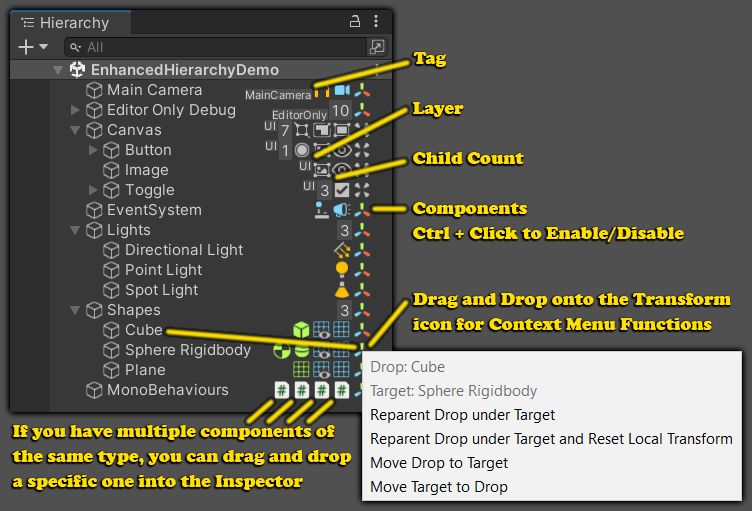 Hierarchy
All
EnhancedHierarchyDemo
Tag
Main Camera
MainCamera
Editor Only Debug
EditorOnly
10
Layer
Canvas
UI
7
Button
UI
1
Child Count
Image
UI
Toggle
UI
3
EventSystem
Components
Ctrl + Click to Enable/Disable
Lights
3
Directional Light
Point Light
Spot Light
Drag and Drop onto the Transform
icon for Context Menu Functions
Shapes
3
Cube
Sphere Rigidbody
Plane
MonoBehaviours
# # # #
Drop: Cube
Target: Sphere Rigidbody
Reparent Drop under Target
Reparent Drop under Target and Reset Local Transform
Move Drop to Target
Move Target to Drop
If you have multiple components of
the same type, you can drag and drop
a specific one into the Inspector